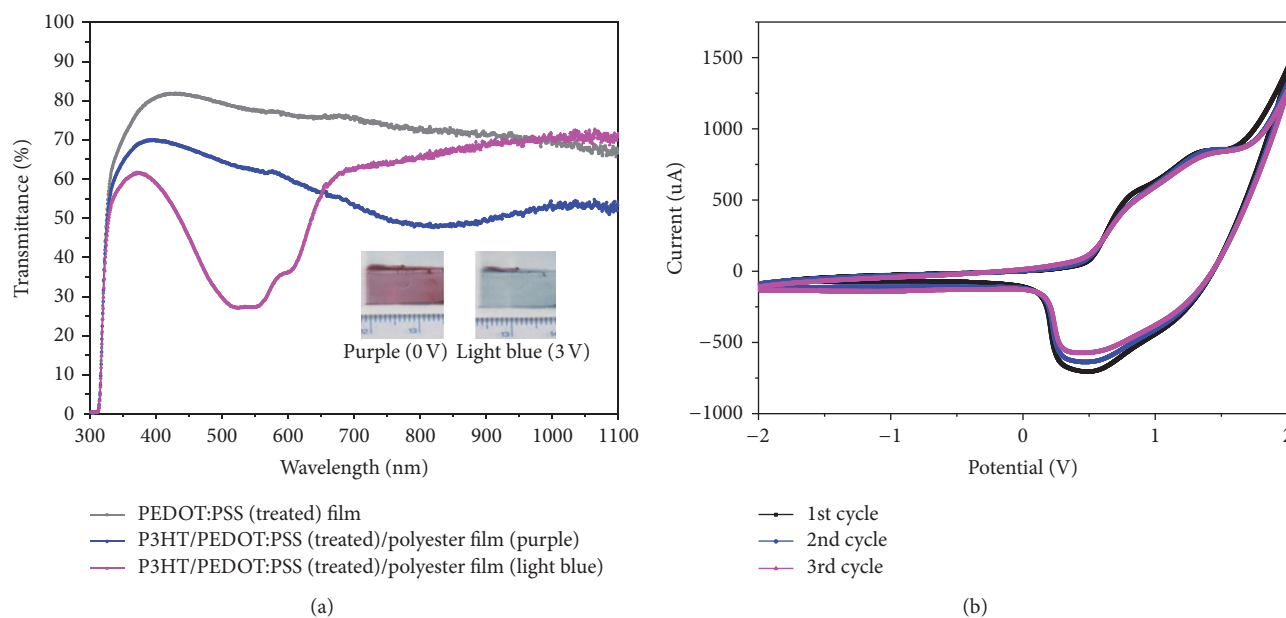 100
90
80
70
60
50
40
30
20
10
0
Transmittance (%)
300 400 500 600 700 800 900 1000 1100
Wavelength (nm)
Purple (0 V) Light blue (3 V)
PEDOT:PSS (treated) film
P3HT/PEDOT:PSS (treated)/polyester film (purple)
P3HT/PEDOT:PSS (treated)/polyester film (light blue)
(a)
1500
1000
500
0
−500
−1000
Current (uA)
−2 −1 0 1 2
Potential (V)
1st cycle
2nd cycle
3rd cycle
(b)